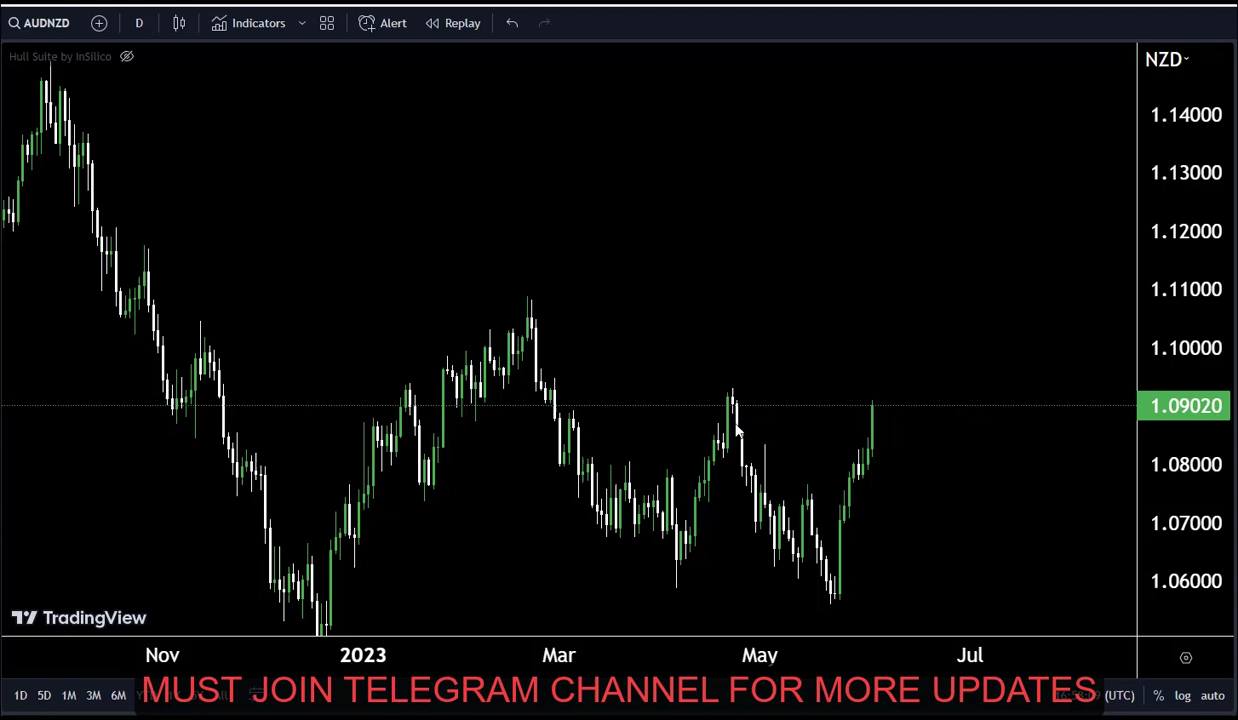 AUDNZD D Indicators Alert Replay
Hull Suite by InSilico
NZD
1.14000
1.13000
1.12000
1.11000
1.10000
1.09020
1.08000
1.07000
1.06000
TradingView
Nov 2023 Mar May Jul
1D 5D 1M 3M 6M (UTC) % log auto
MUST JOIN TELEGRAM CHANNEL FOR MORE UPDATES